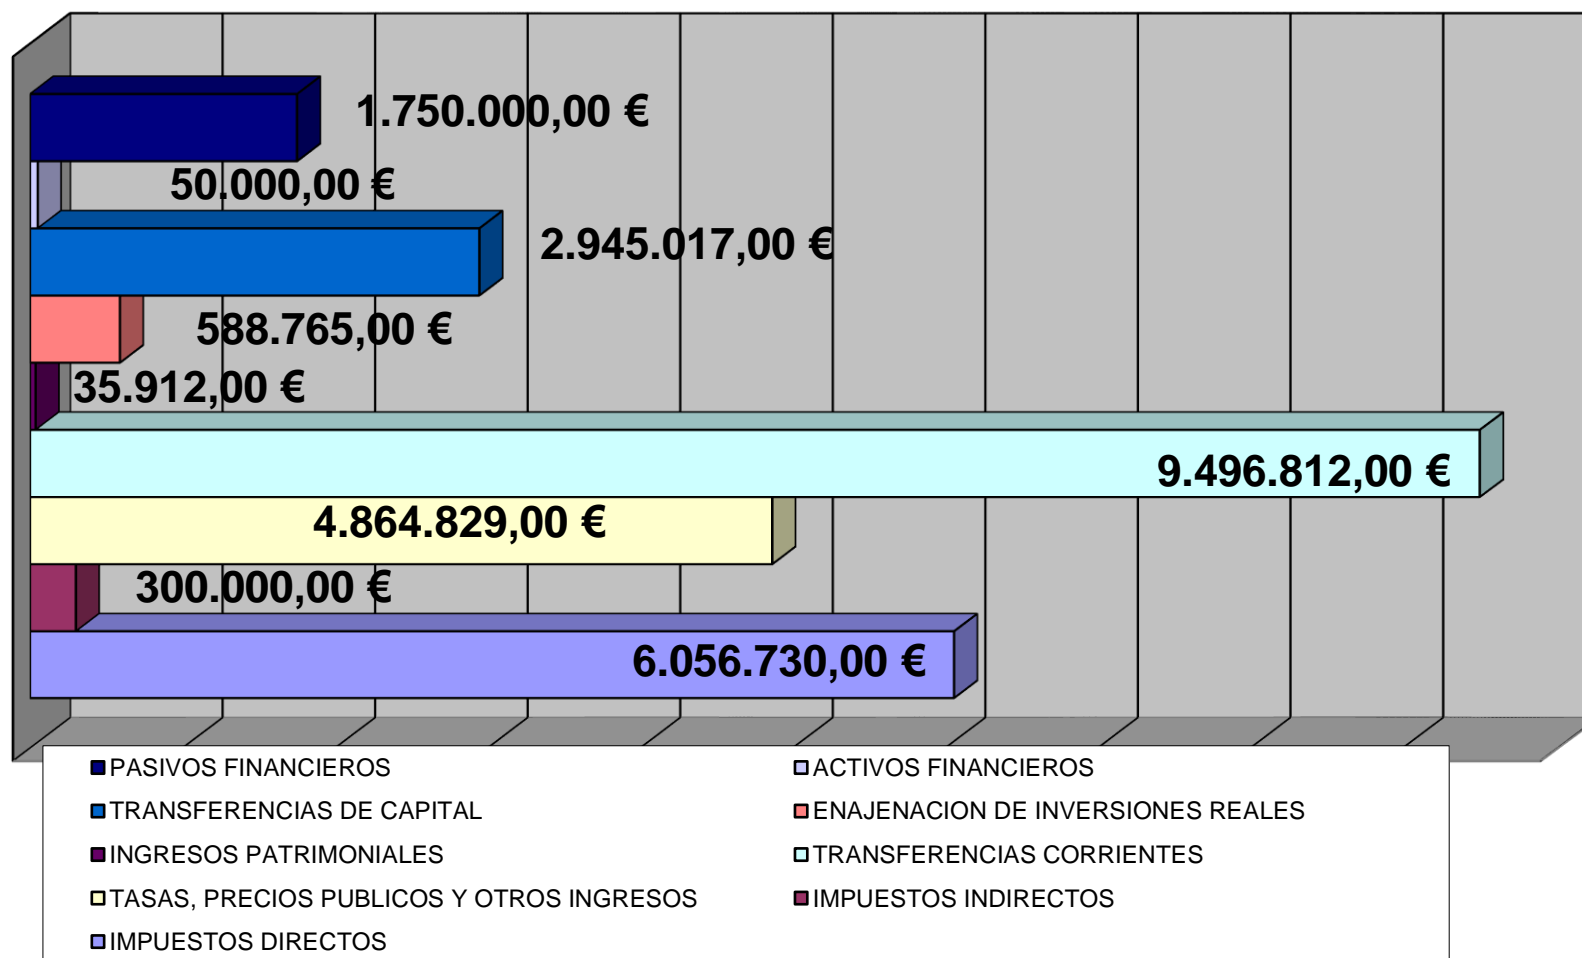 1.750.000,00 €
50.000,00 €
2.945.017,00 €
588.765,00 €
35.912,00 €
9.496.812,00 €
4.864.829,00 €
300.000,00 €
6.056.730,00 €
PASIVOS FINANCIEROS
ACTIVOS FINANCIEROS
TRANSFERENCIAS DE CAPITAL
ENAJENACION DE INVERSIONES REALES
INGRESOS PATRIMONIALES
TRANSFERENCIAS CORRIENTES
TASAS, PRECIOS PUBLICOS Y OTROS INGRESOS
IMPUESTOS INDIRECTOS
IMPUESTOS DIRECTOS